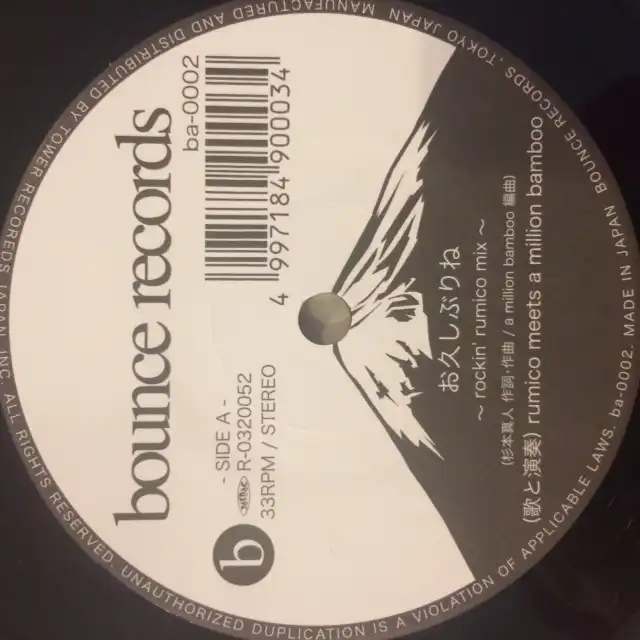 bounce records
ba-0002
4 997184 900034
- SIDE A -
R-0320052
33RPM / STEREO
b
お久しぶりね
~ rockin' rumico mix ~
(杉本真人 作詞・作曲 / a million bamboo 編曲)
(歌と演奏) rumico meets a million bamboo
MANUFACTURED AND DISTRIBUTED BY TOWER RECOREDS JAPAN INC. ALL RIGHTS RESERVED. UNAUTHORIZED DUPLICATION IS A VIOLATION OF APPLICABLE LAWS. ba-0002. MADE IN JAPAN BOUNCE RECORDS. TOKYO JAPAN